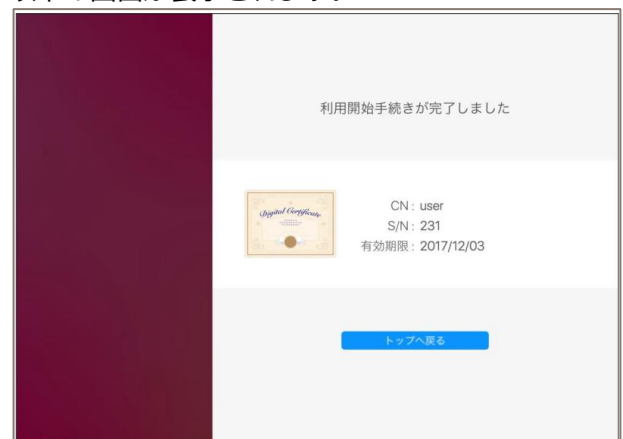 利用開始手続きが完了しました
Digital Certificate
CN : user
S/N : 231
有効期限 : 2017/12/03
トップへ戻る